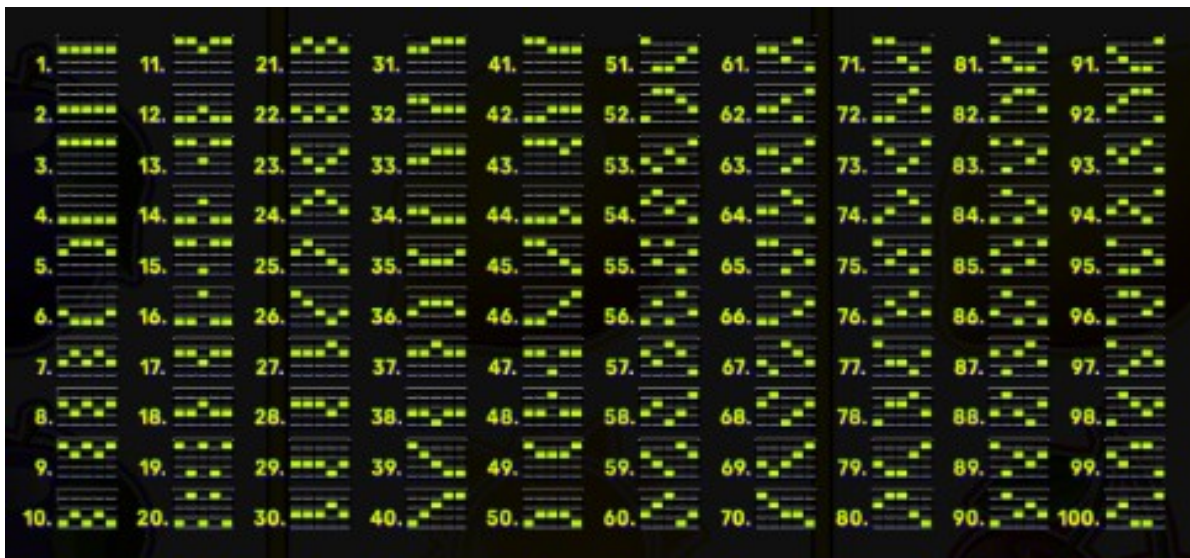 1. 11. 21. 31. 41. 51. 61. 71. 81. 91.
2. 12. 22. 32. 42. 52. 62. 72. 82. 92.
3. 13. 23. 33. 43. 53. 63. 73. 83. 93.
4. 14. 24. 34. 44. 54. 64. 74. 84. 94.
5. 15. 25. 35. 45. 55. 65. 75. 85. 95.
6. 16. 26. 36. 46. 56. 66. 76. 86. 96.
7. 17. 27. 37. 47. 57. 67. 77. 87. 97.
8. 18. 28. 38. 48. 58. 68. 78. 88. 98.
9. 19. 29. 39. 49. 59. 69. 79. 89. 99.
10. 20. 30. 40. 50. 60. 70. 80. 90. 100.